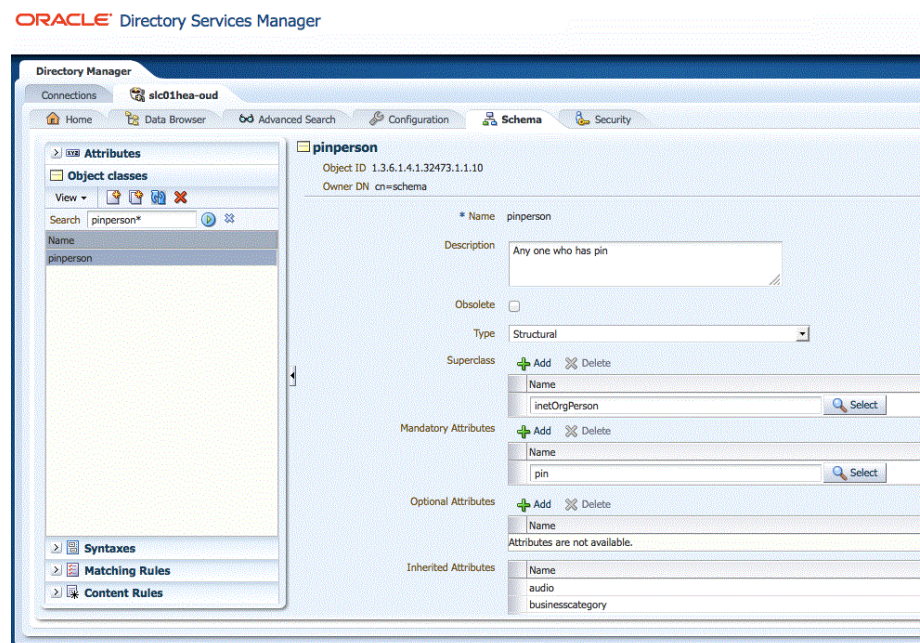 ORACLE Directory Services Manager
Directory Manager
Connections slc01hea-oud
Home Data Browser Advanced Search Configuration Schema Security
Attributes
Object classes
View
Search pinperson*
Name
pinperson
Syntaxes
Matching Rules
Content Rules
pinperson
Object ID 1.3.6.1.4.1.32473.1.1.10
Owner DN cn=schema
* Name pinperson
Description Any one who has pin
Obsolete
Type Structural
Superclass Add Delete
Name
inetOrgPerson Select
Mandatory Attributes Add Delete
Name
pin Select
Optional Attributes Add Delete
Name
Attributes are not available.
Inherited Attributes Name
audio
businesscategory